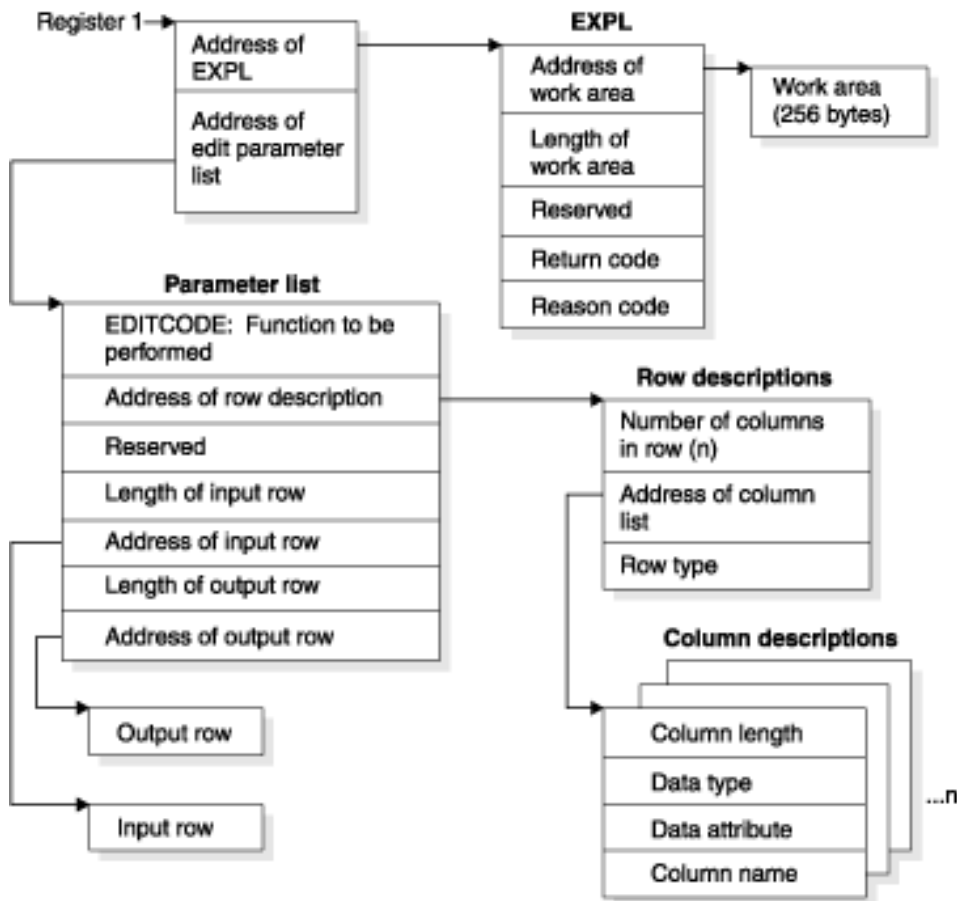 Register 1
Address of
EXPL
Address of
edit parameter
list
EXPL
Address of
work area
Length of
work area
Reserved
Return code
Reason code
Work area
(256 bytes)
Parameter list
EDITCODE: Function to be
performed
Address of row description
Reserved
Length of input row
Address of input row
Length of output row
Address of output row
Row descriptions
Number of columns
in row (n)
Address of column
list
Row type
Column descriptions
Column length
Data type
Data attribute
Column name
...n
Output row
Input row